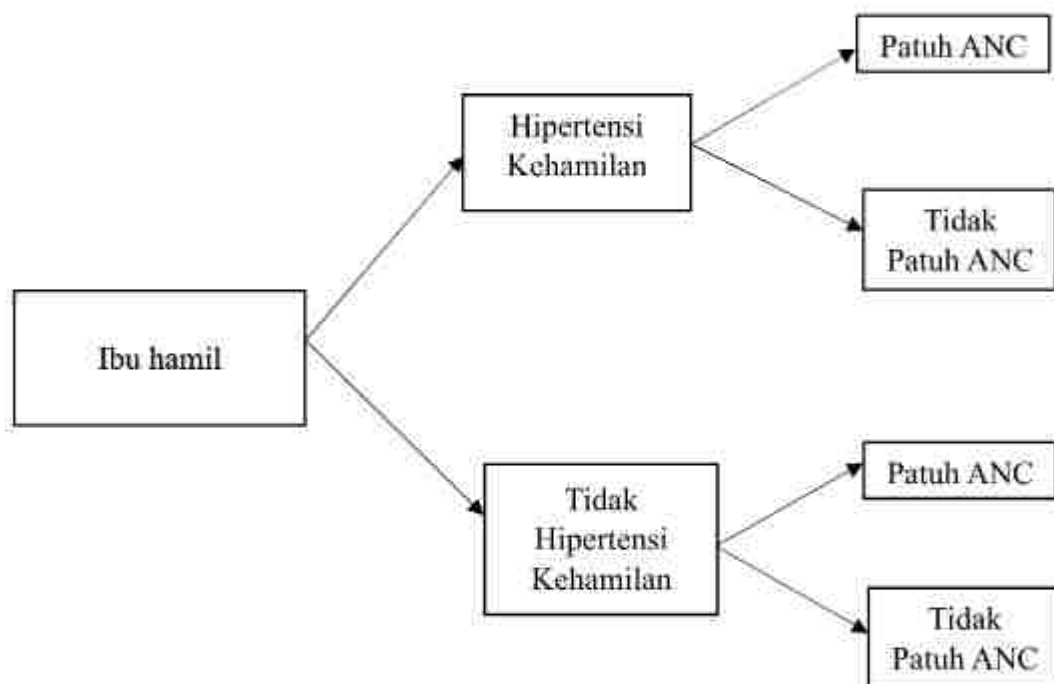 Patuh ANC
Hipertensi
Kehamilan
Tidak
Patuh ANC
Ibu hamil
Patuh ANC
Tidak
Hipertensi
Kehamilan
Tidak
Patuh ANC